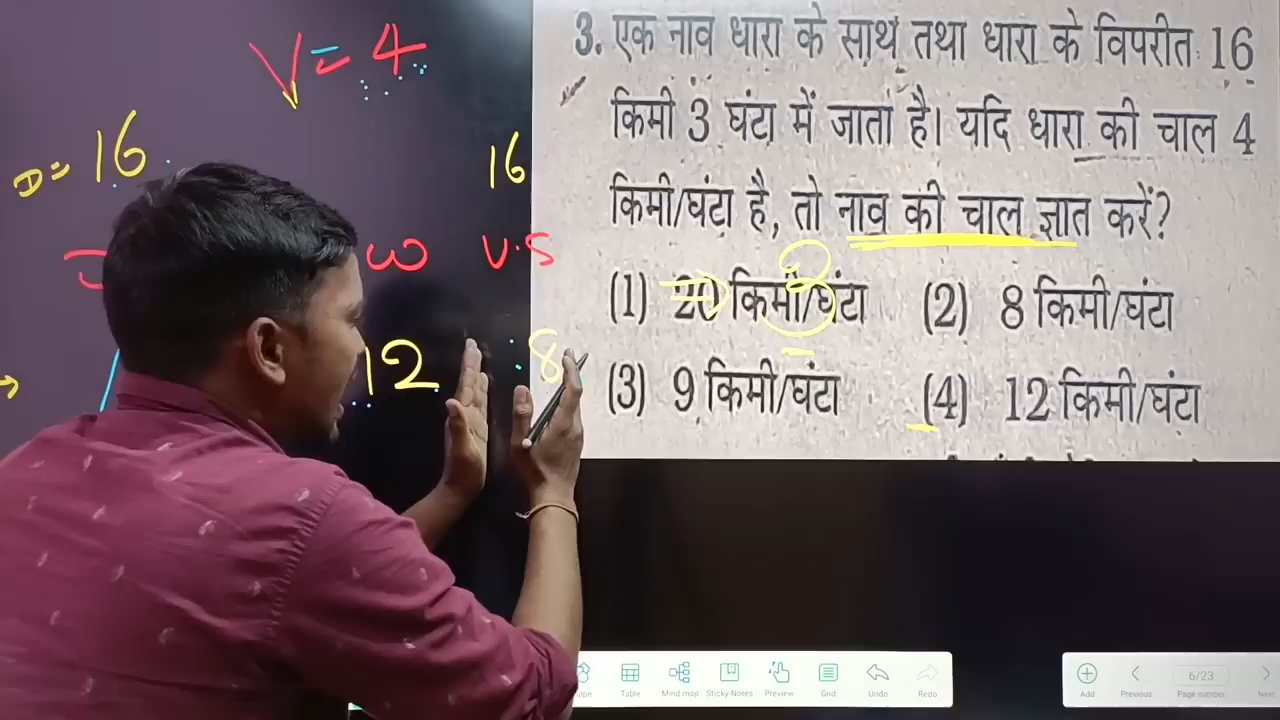 V = 4
D = 16
16
W
U.S
12
8
3. एक नाव धारा के साथ तथा धारा के विपरीत 16
किमी 3 घंटा में जाता है। यदि धारा की चाल 4
किमी/घंटा है, तो नाव की चाल ज्ञात करें?
(1) 20 किमी/घंटा (2) 8 किमी/घंटा
(3) 9 किमी/घंटा (4) 12 किमी/घंटा
Table Mind map Sticky Notes Preview Grid Undo Redo
Add Previous 6/23 Page number Next